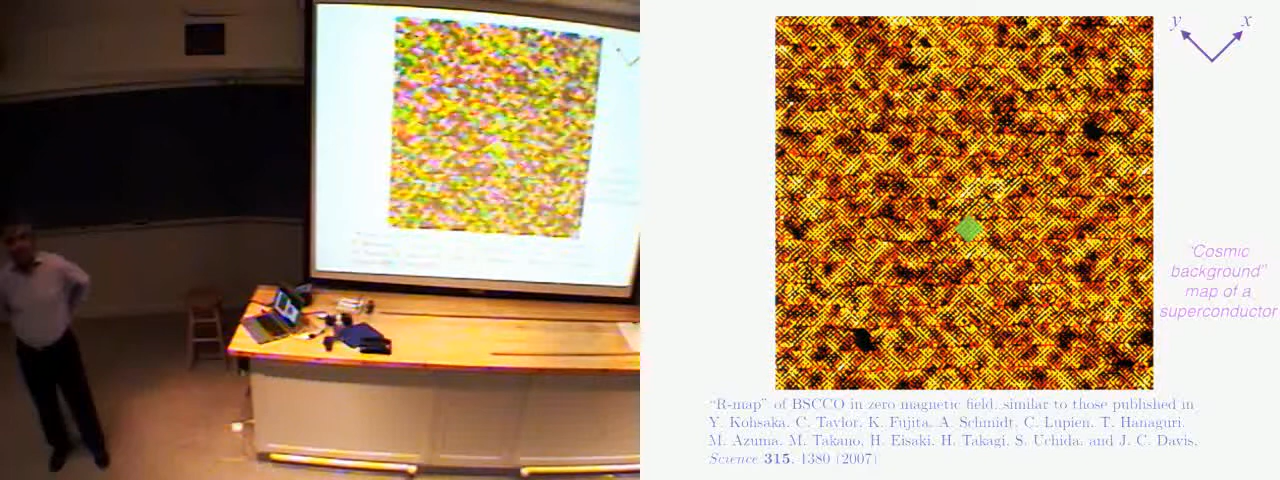 y x
"Cosmic
background"
map of a
superconductor
"R-map" of BSCCO in zero magnetic field, similar to those published in
Y. Kohsaka, C. Taylor, K. Fujita, A. Schmidt, C. Lupien, T. Hanaguri,
M. Azuma, M. Takano, H. Eisaki, H. Takagi, S. Uchida, and J. C. Davis,
Science 315, 1380 (2007)